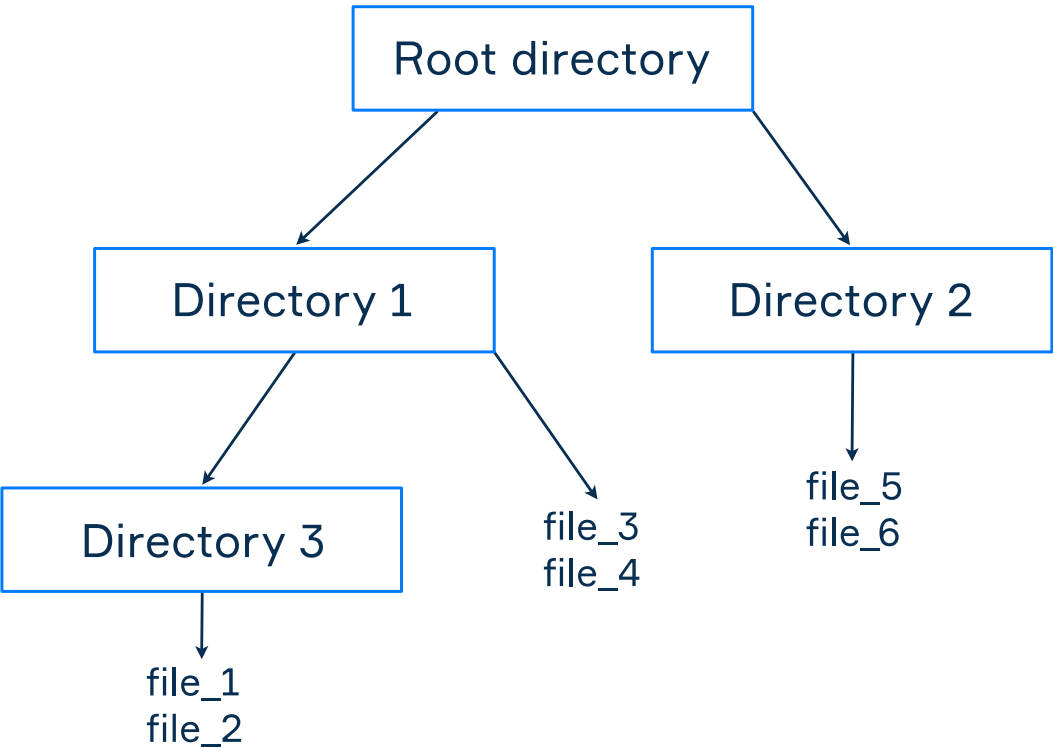 Root directory
Directory 1
Directory 2
Directory 3
file_3
file_4
file_5
file_6
file_1
file_2